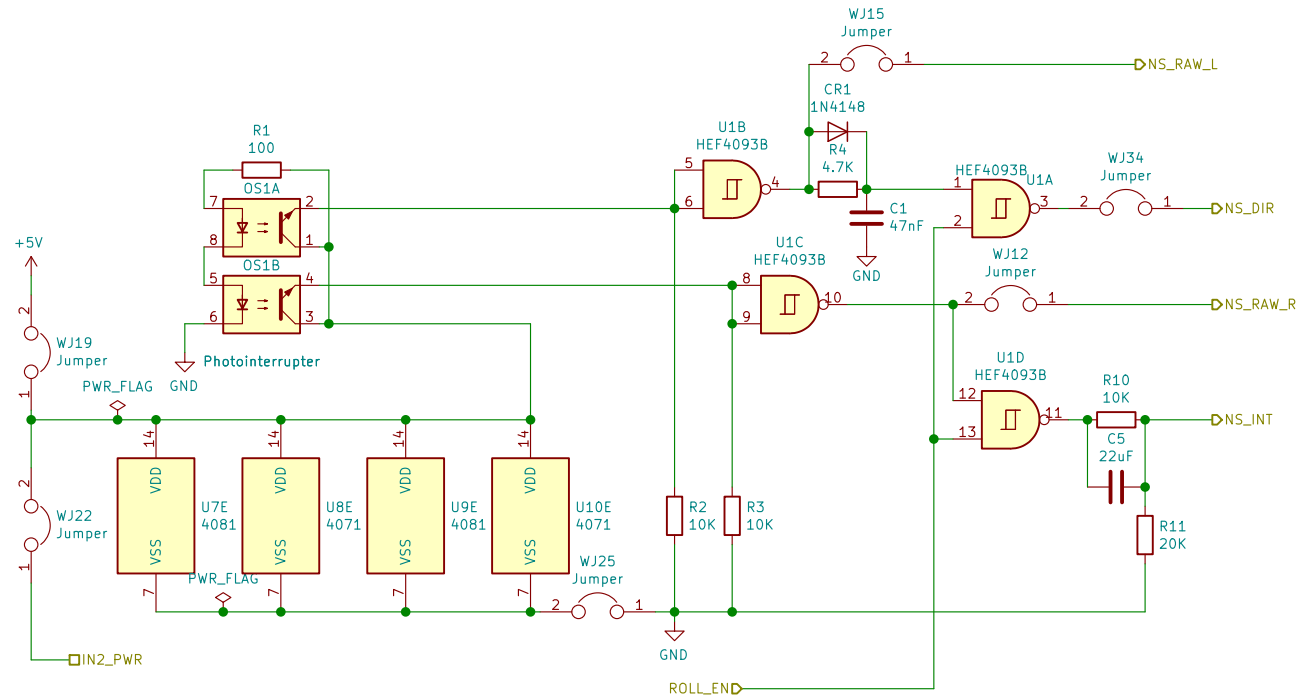 WJ15
Jumper
2
1
NS_RAW_L
CR1
1N4148
R4
4.7K
R1
100
U1B
HEF4093B
5
6
4
HEF4093B
U1A
1
2
3
WJ34
Jumper
2
1
NS_DIR
OS1A
7
8
2
1
C1
47nF
GND
OS1B
5
6
4
3
Photointerrupter
GND
U1C
HEF4093B
8
9
10
WJ12
Jumper
2
1
NS_RAW_R
+5V
2
WJ19
Jumper
1
PWR_FLAG
U1D
HEF4093B
12
13
11
R10
10K
C5
22uF
NS_INT
14
14
14
14
VDD
VDD
VDD
VDD
U7E
4081
U8E
4071
U9E
4081
U10E
4071
VSS
VSS
VSS
VSS
7
7
7
7
2
WJ22
Jumper
1
PWR_FLAG
WJ25
Jumper
2
1
R2
10K
R3
10K
R11
20K
GND
IN2_PWR
ROLL_EN